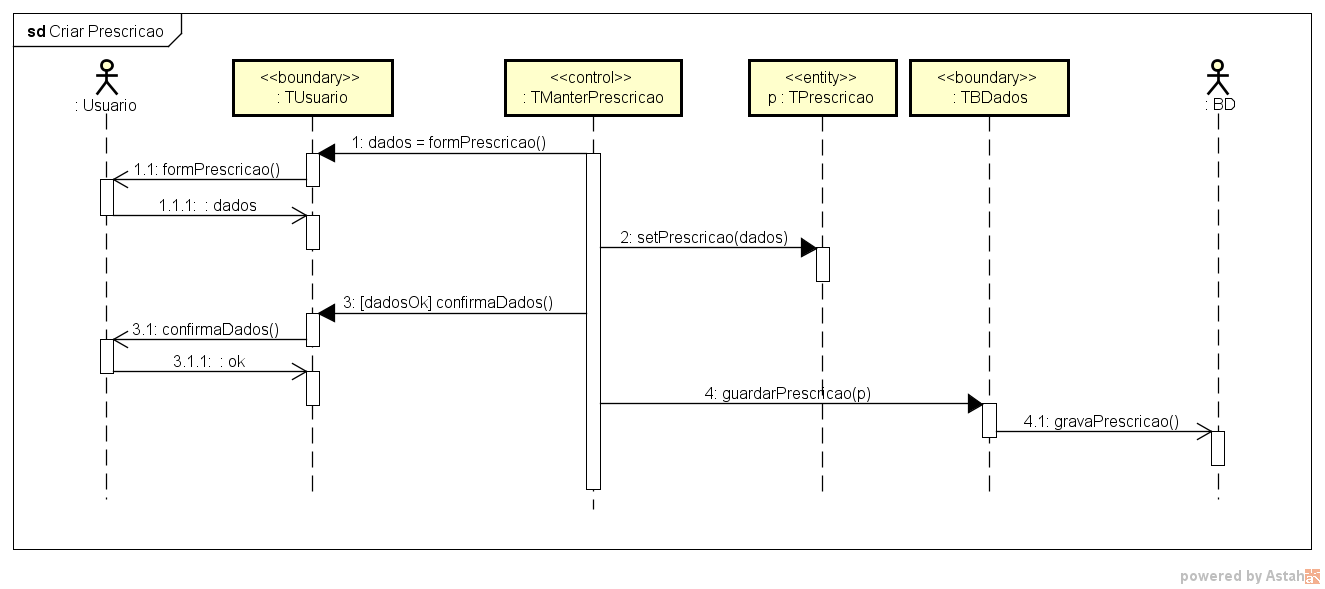 sd Criar Prescricao
: Usuario
<<boundary>>
: TUsuario
<<control>>
: TManterPrescricao
<<entity>>
p : TPrescricao
<<boundary>>
: TBDados
: BD
1: dados = formPrescricao()
1.1: formPrescricao()
1.1.1:  : dados
2: setPrescricao(dados)
3: [dadosOk] confirmaDados()
3.1: confirmaDados()
3.1.1:  : ok
4: guardarPrescricao(p)
4.1: gravaPrescricao()
powered by Astah